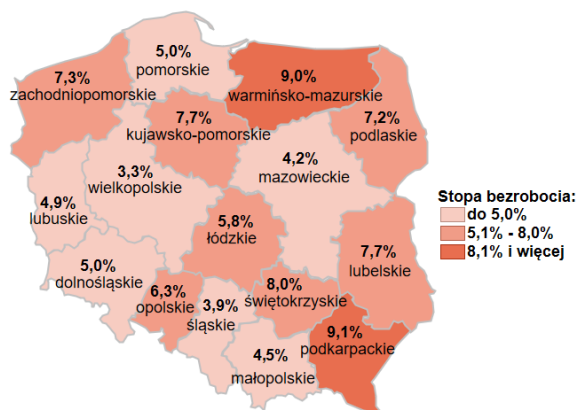 5,0%
pomorskie
7,3%
zachodniopomorskie
9,0%
warmińsko-mazurskie
7,7%
kujawsko-pomorskie
7,2%
podlaskie
3,3%
wielkopolskie
4,2%
mazowieckie
4,9%
lubuskie
5,8%
łódzkie
7,7%
lubelskie
5,0%
dolnośląskie
6,3%
opolskie
3,9%
śląskie
8,0%
świętokrzyskie
9,1%
podkarpackie
4,5%
małopolskie
Stopa bezrobocia:
do 5,0%
5,1% - 8,0%
8,1% i więcej